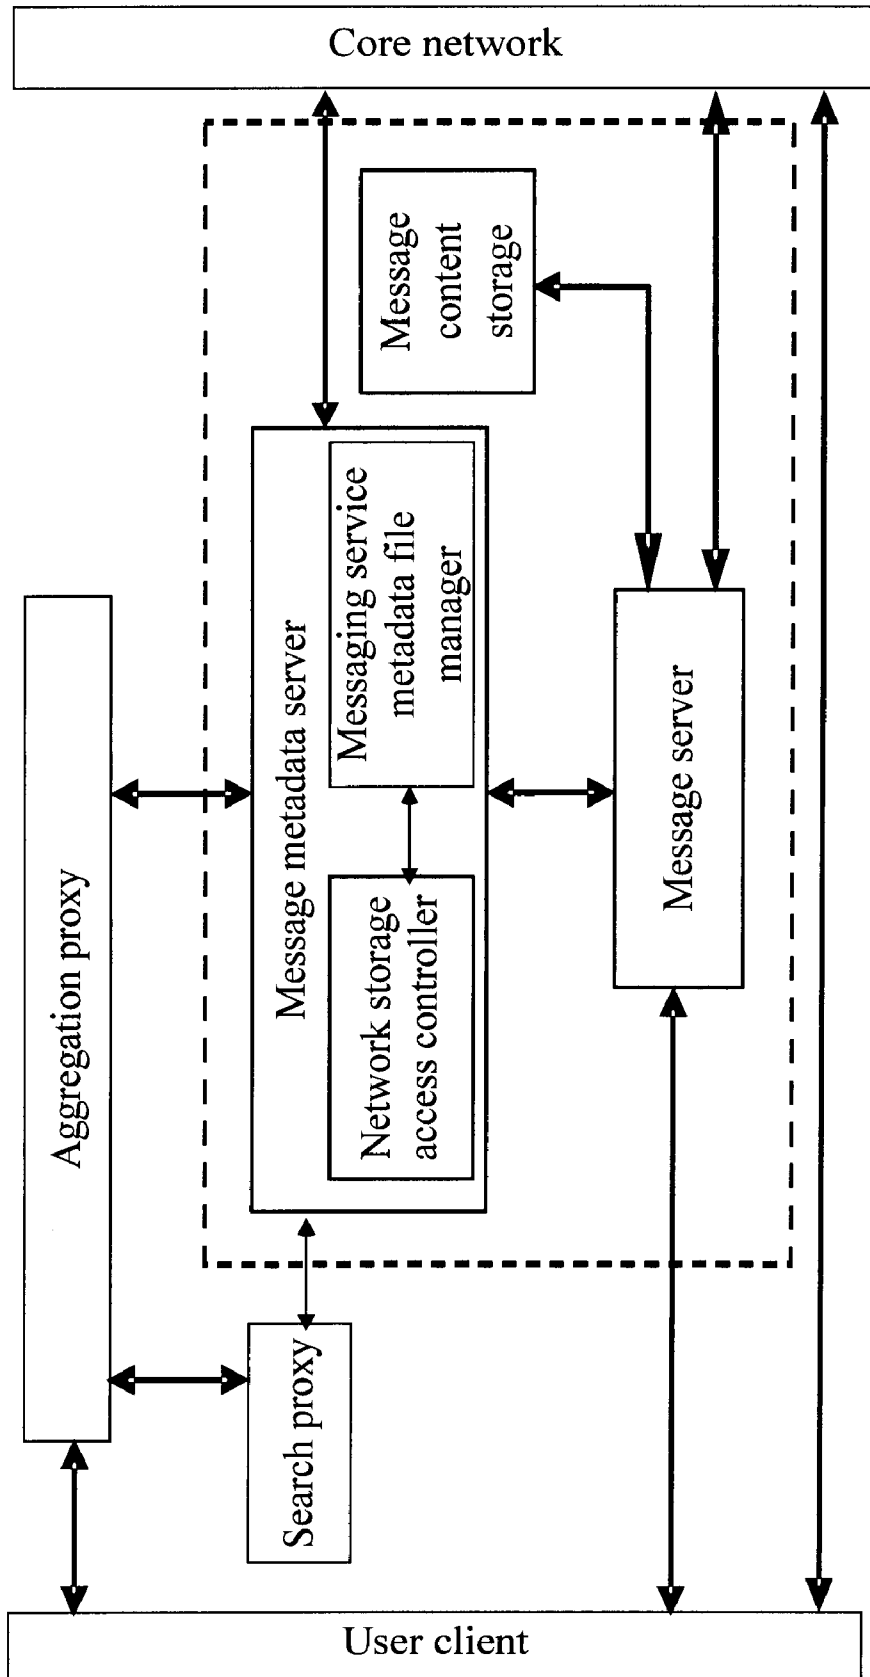 Core network
Message
content
storage
Messaging service
metadata file
manager
Message metadata server
Network storage
access controller
Message server
Aggregation proxy
Search proxy
User client